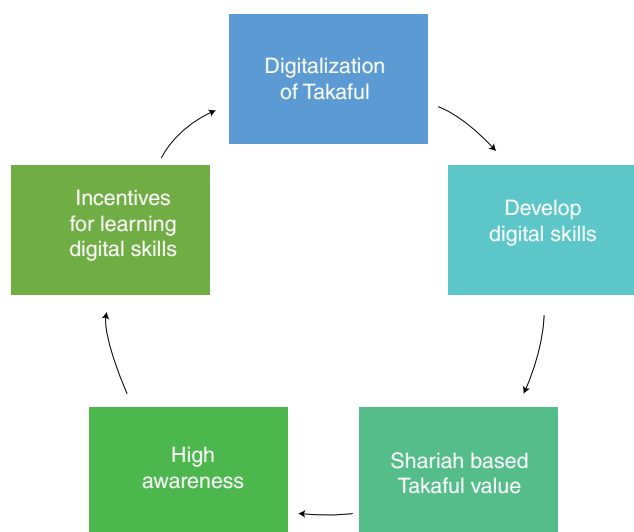 Digitalization
of Takaful
Develop
digital skills
Shariah based
Takaful value
High
awareness
Incentives
for learning
digital skills